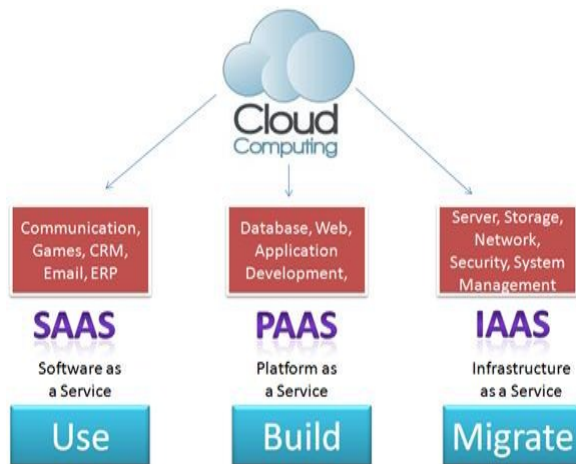 Cloud
Computing
Communication,
Games, CRM,
Email, ERP
SAAS
Software as
a Service
Use
Database, Web,
Application
Development,
PAAS
Platform as
a Service
Build
Server, Storage,
Network,
Security, System
Management
IAAS
Infrastructure
as a Service
Migrate